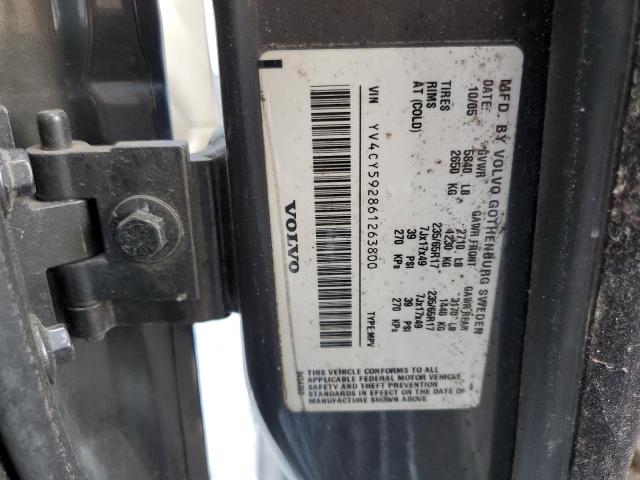 MFD. BY VOLVO GOTHENBURG SWEDEN
DATE: GVWR GAWR FRONT GAWR REAR
10/05 5840 LB 2710 LB 3170 LB
2650 KG 1230 KG 1440 KG
TIRES 235/65R17 235/65R17
RIMS 7Jx17x49 7Jx17x49
AT (COLD) 39 PSI 39 PSI
270 KPa 270 KPa
VIN YV4CY592861263800 TYPE:MPV
VOLVO
THIS VEHICLE CONFORMS TO ALL
APPLICABLE FEDERAL MOTOR VEHICLE
SAFETY AND THEFT PREVENTION
STANDARDS IN EFFECT ON THE DATE OF
MANUFACTURE SHOWN ABOVE.